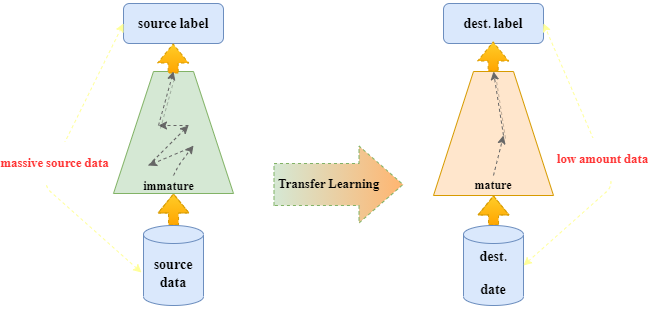 source label
dest. label
massive source data
low amount data
immature
Transfer Learning
mature
source
data
dest.
date